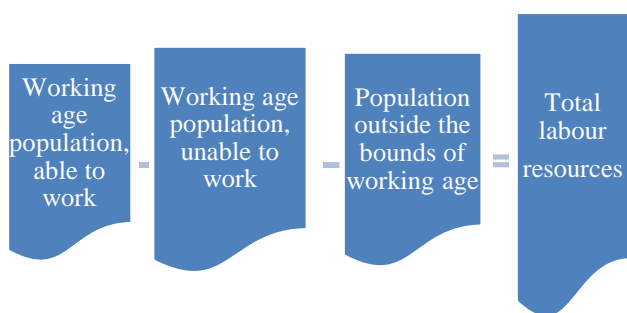 Working
age
population,
able to
work
-
Working age
population,
unable to
work
-
Population
outside the
bounds of
working age
=
Total
labour
resources